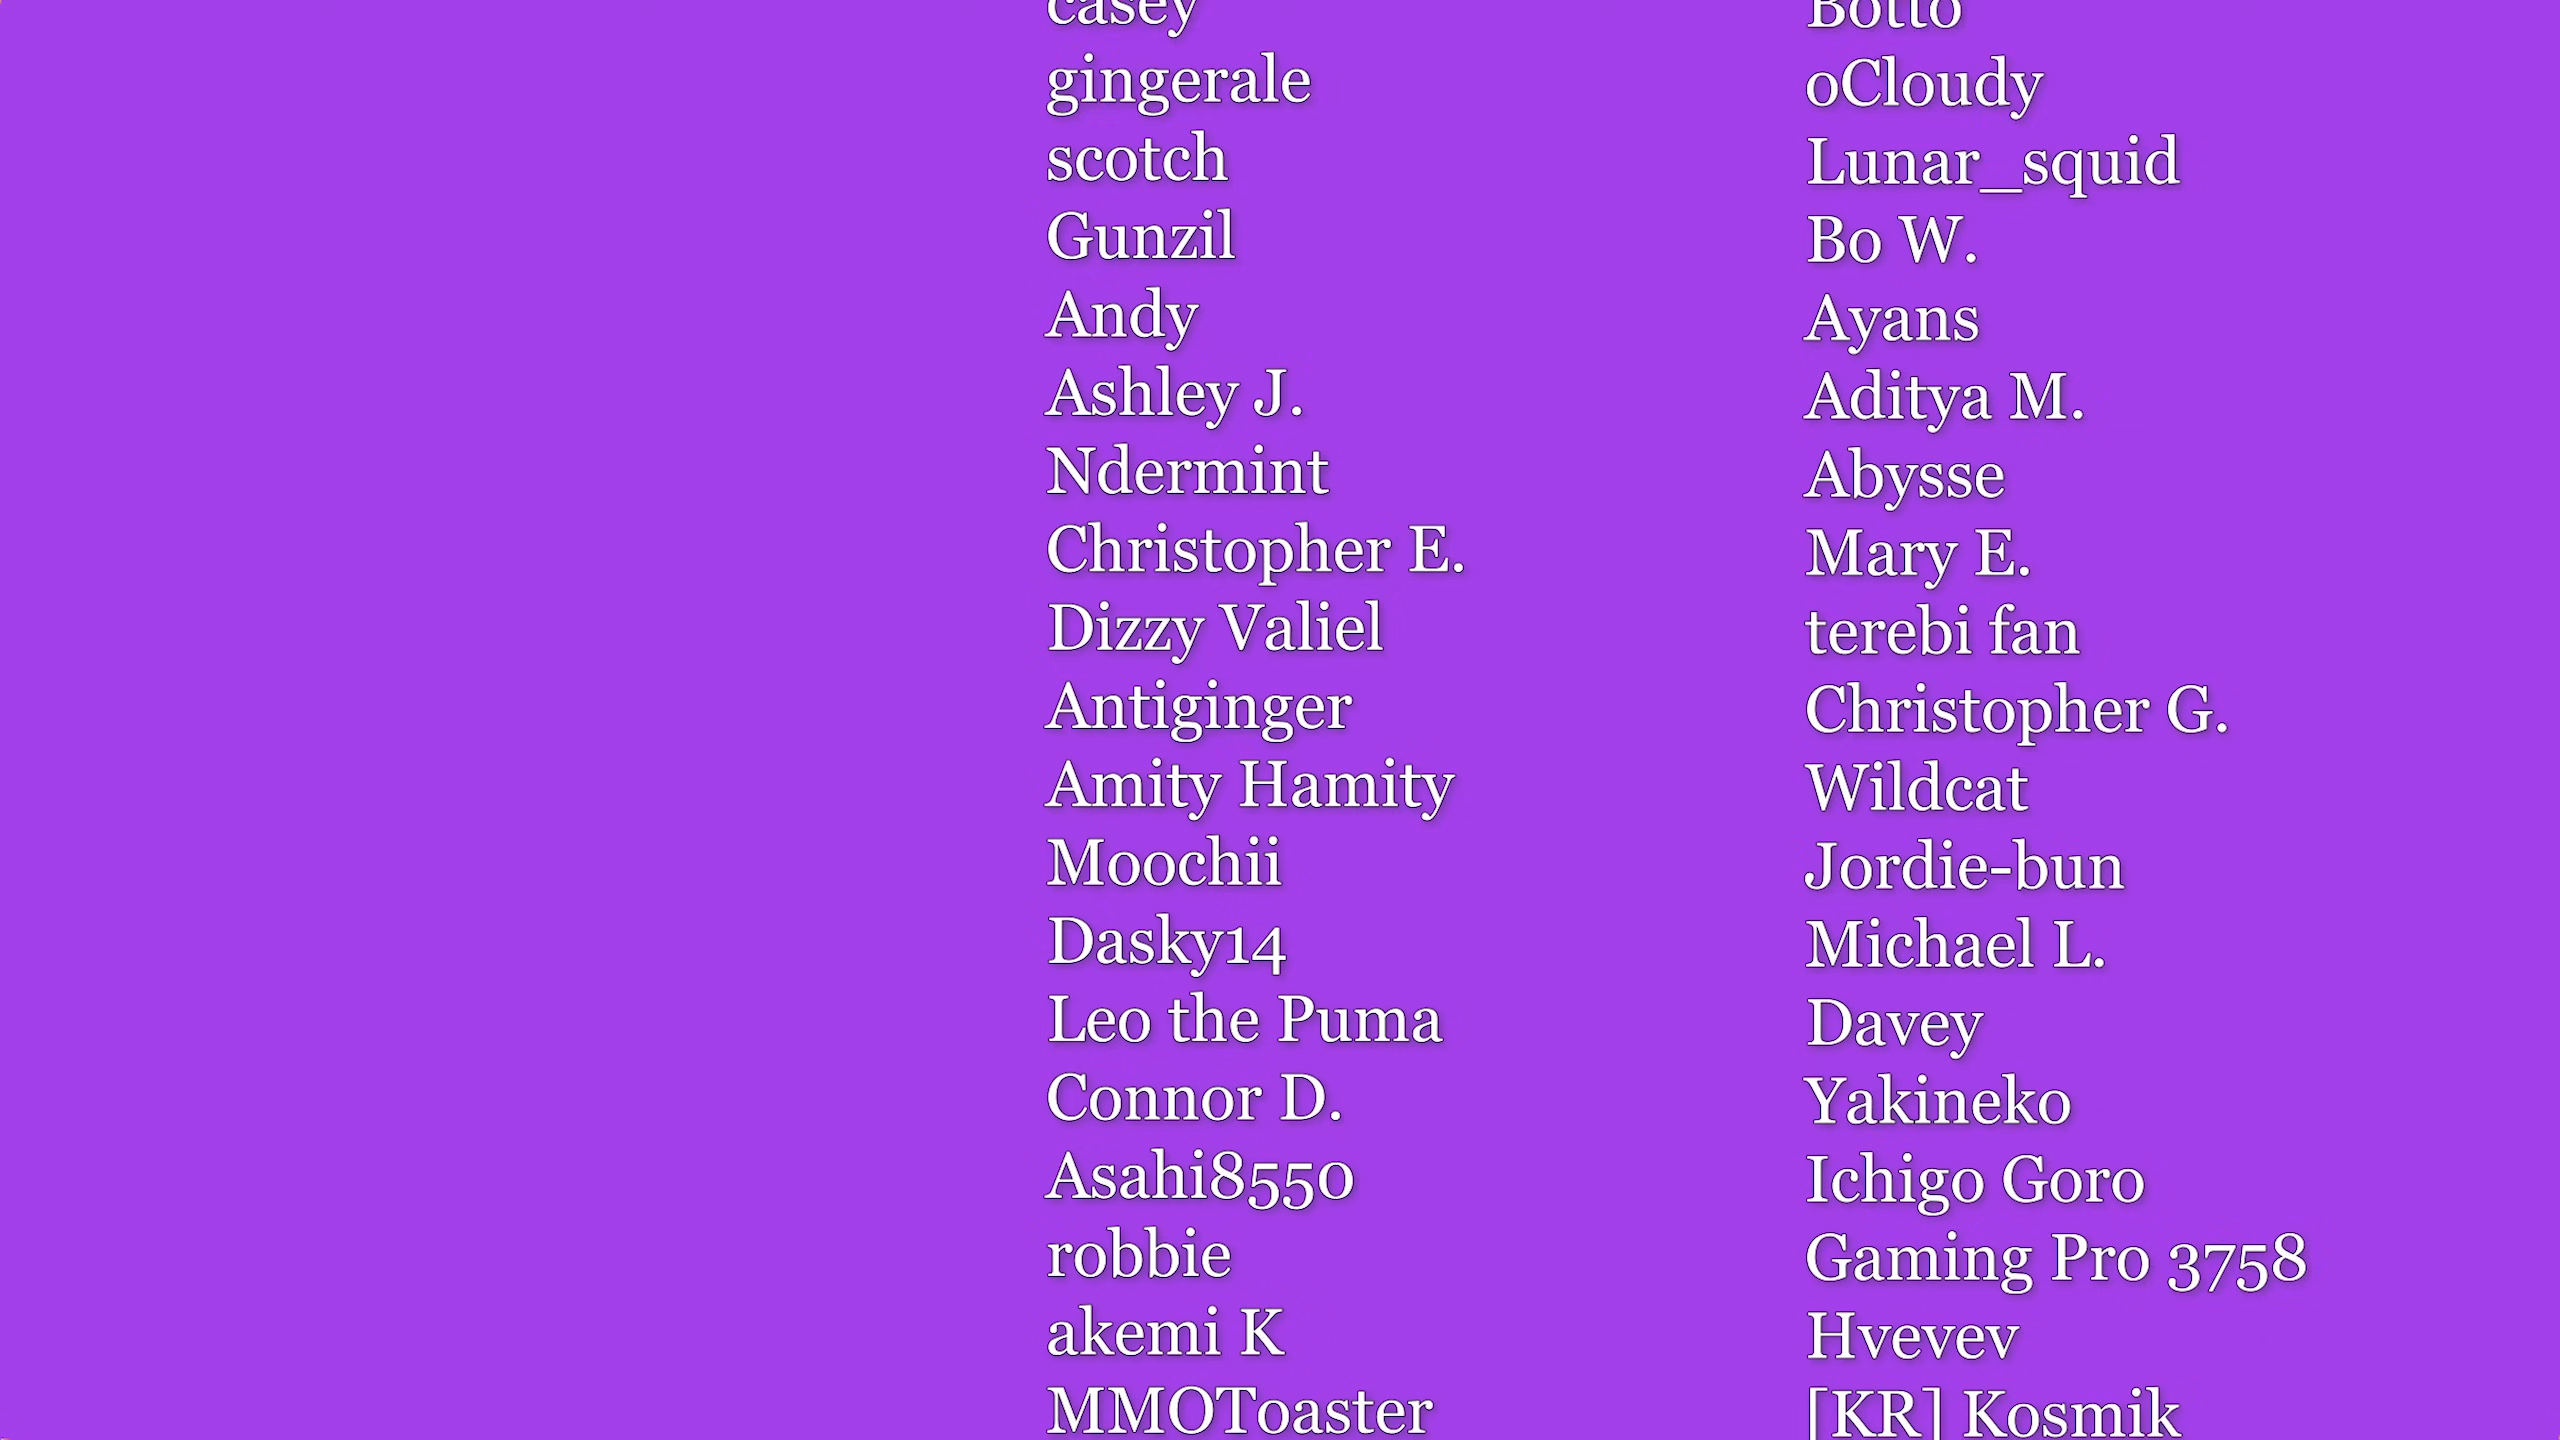 casey
gingerale
scotch
Gunzil
Andy
Ashley J.
Ndermint
Christopher E.
Dizzy Valiel
Antiginger
Amity Hamity
Moochii
Dasky14
Leo the Puma
Connor D.
Asahi8550
robbie
akemi K
MMOToaster
Botto
oCloudy
Lunar_squid
Bo W.
Ayans
Aditya M.
Abysse
Mary E.
terebi fan
Christopher G.
Wildcat
Jordie-bun
Michael L.
Davey
Yakineko
Ichigo Goro
Gaming Pro 3758
Hvevev
[KR] Kosmik